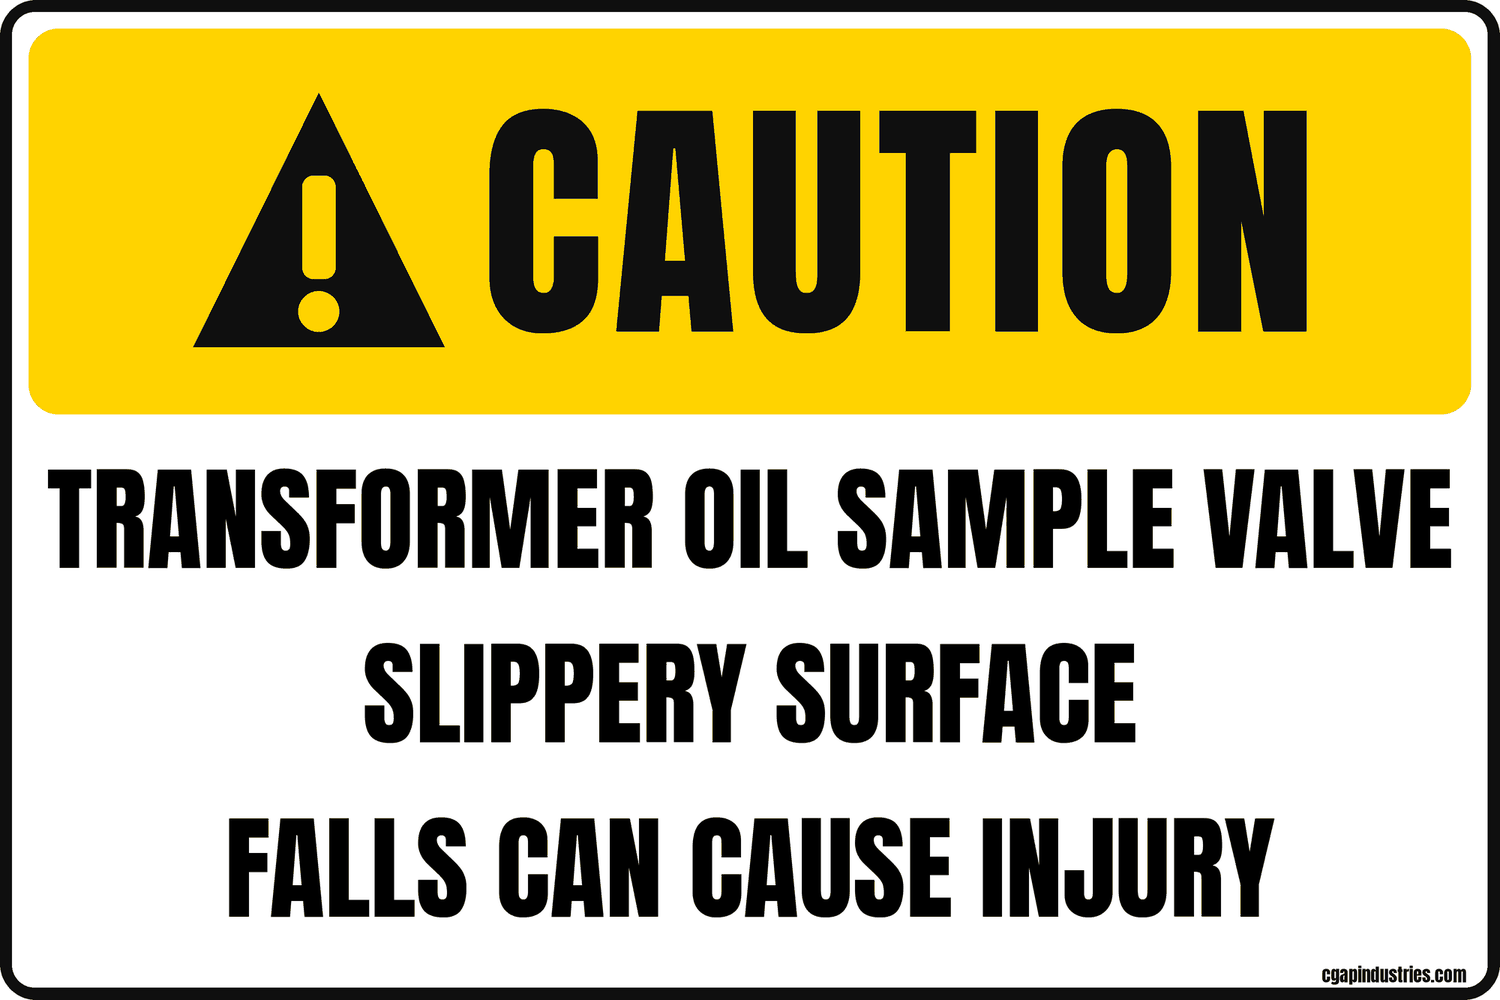 CAUTION
TRANSFORMER OIL SAMPLE VALVE
SLIPPERY SURFACE
FALLS CAN CAUSE INJURY
cgapindustries.com